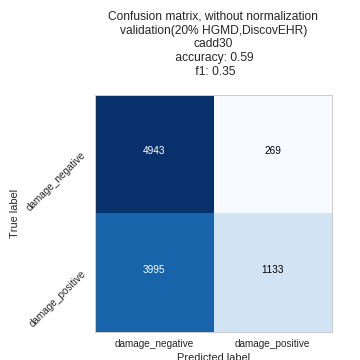 Confusion matrix, without normalization
validation(20% HGMD,DiscovEHR)
cadd30
accuracy: 0.59
f1: 0.35
True label
damage_negative
4943
269
damage_positive
3995
1133
damage_negative
damage_positive
Predicted label